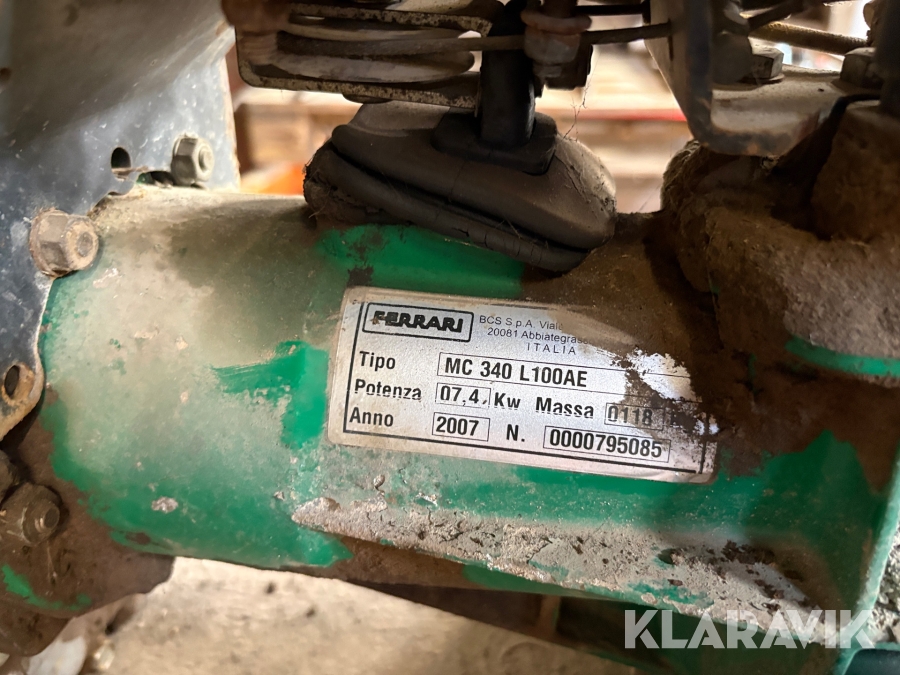 FERRARI
BCS S.p.A. Viale
20081 Abbiategrasso
ITALIA
Tipo MC 340 L100AE
Potenza 07,4 Kw Massa 0118
Anno 2007 N. 0000795085
KLARAVIK